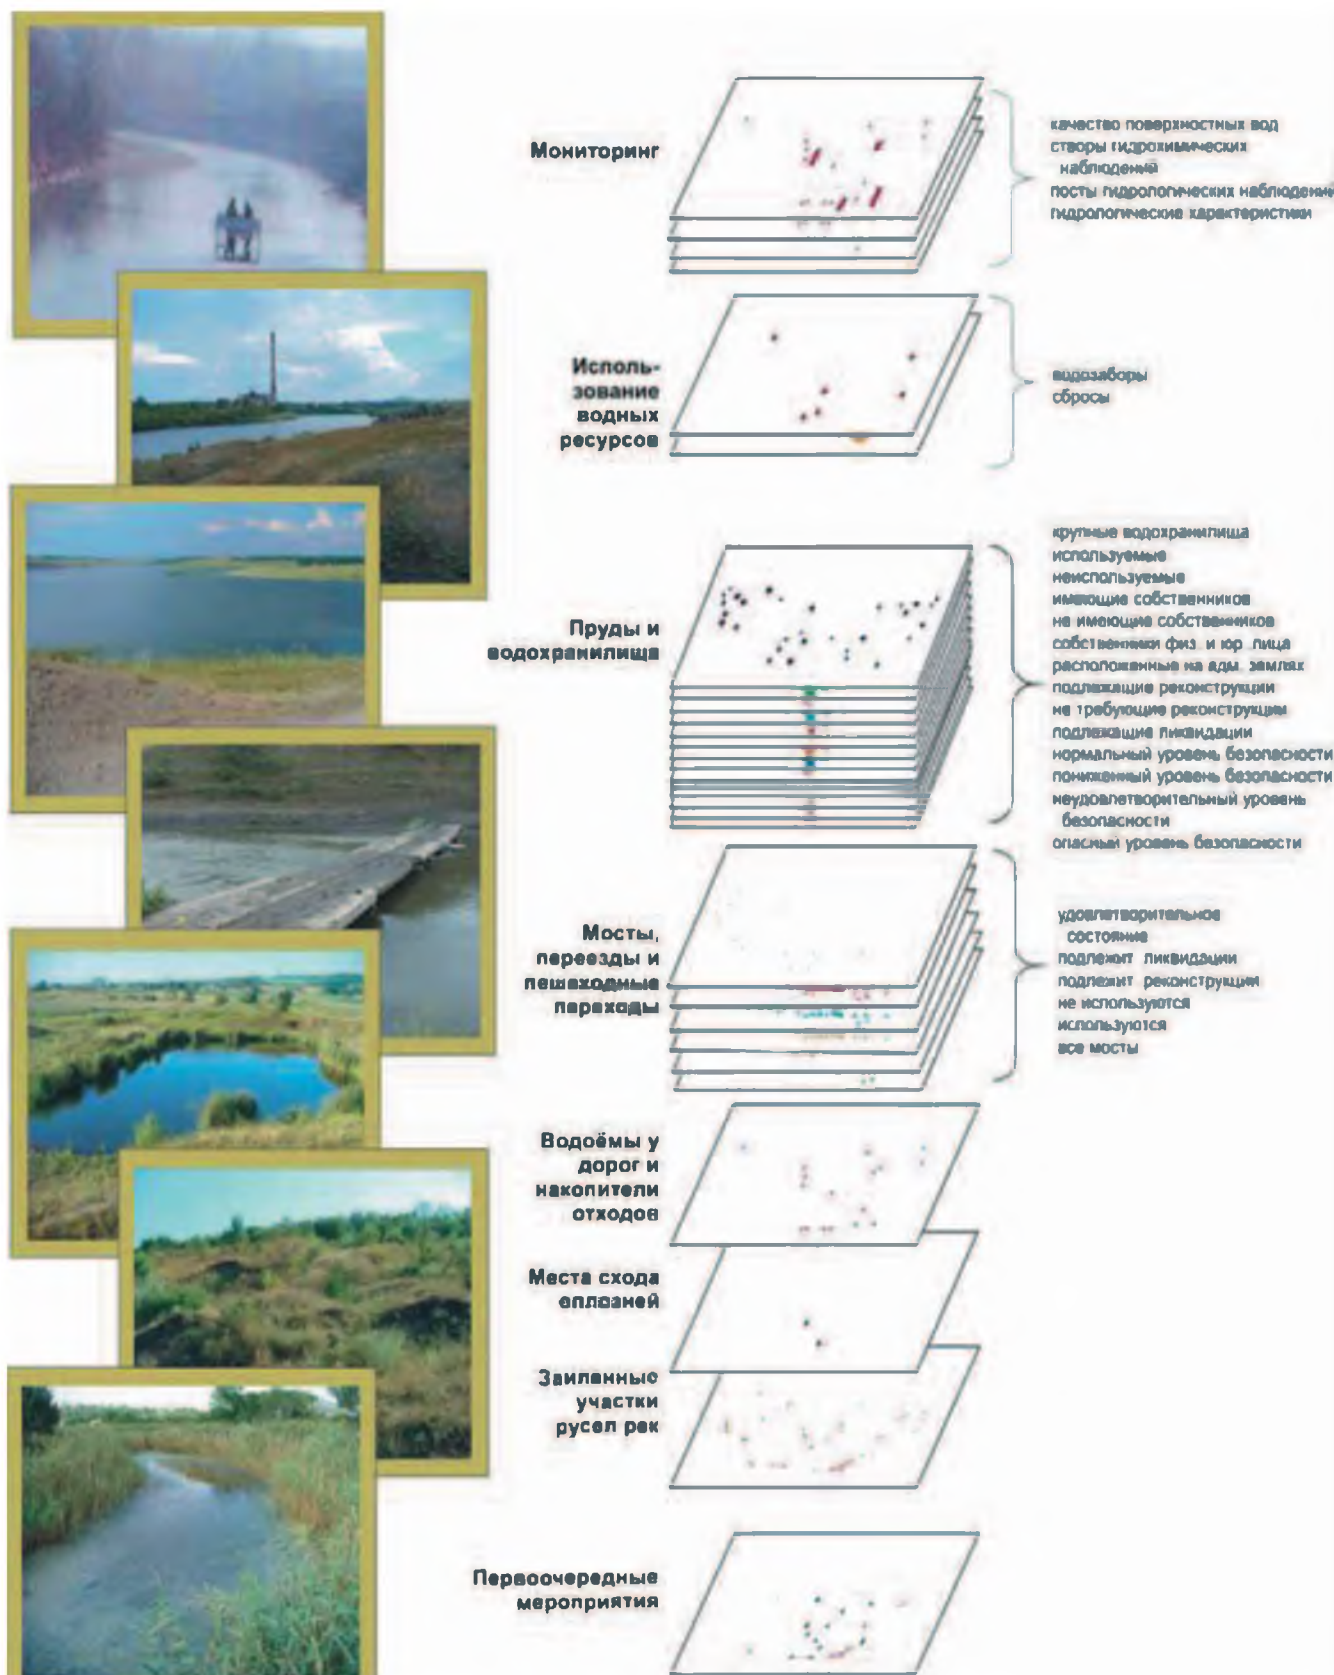 Мониторинг
качество поверхностных вод
створы гидрохимических
наблюдений
посты гидрологических наблюдений
гидрологические характеристики
Исполь-
зование
водных
ресурсов
водозаборы
сбросы
Пруды и
водохранилища
крупные водохранилища
используемые
неиспользуемые
имеющие собственников
не имеющие собственников
собственники физ. и юр. лица
расположенные на адм. землях
подлежащие реконструкции
не требующие реконструкции
подлежащие ликвидации
нормальный уровень безопасности
пониженный уровень безопасности
неудовлетворительный уровень
безопасности
опасный уровень безопасности
Мосты,
переезды и
пешеходные
переходы
удовлетворительное
состояние
подлежит ликвидации
подлежит реконструкции
не используются
используются
все мосты
Водоёмы у
дорог и
накопители
отходов
Места схода
оползней
Заиленные
участки
русел рек
Первоочередные
мероприятия